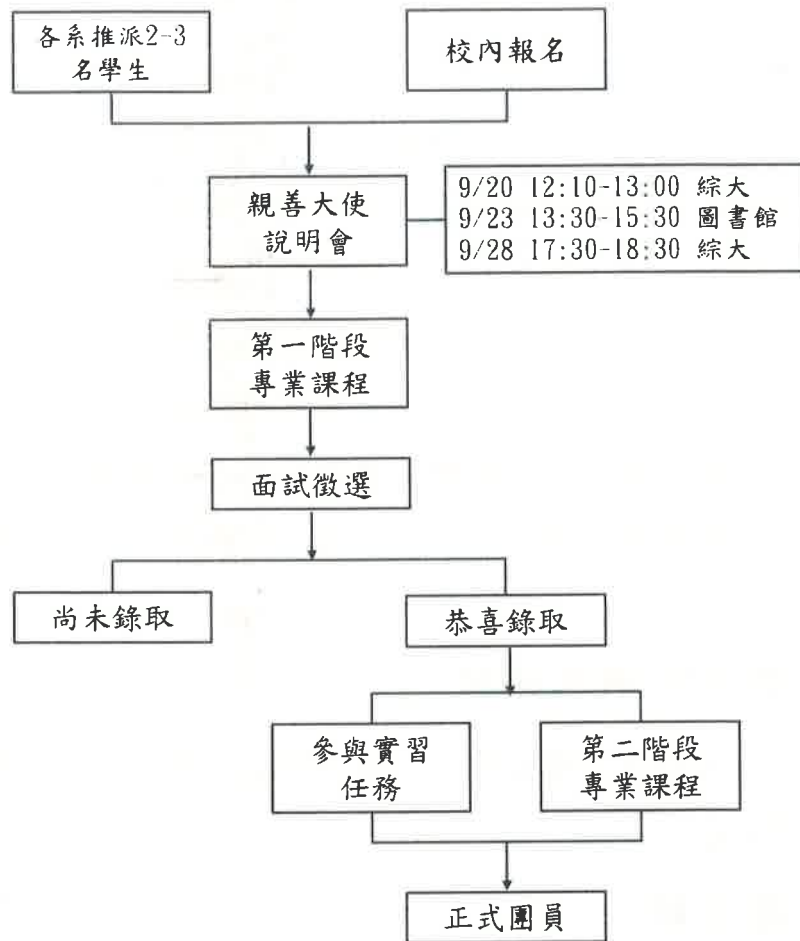 各系推派2-3
名學生
校內報名
親善大使
說明會
9/20 12:10-13:00 綜大
9/23 13:30-15:30 圖書館
9/28 17:30-18:30 綜大
第一階段
專業課程
面試徵選
尚未錄取
恭喜錄取
參與實習
任務
第二階段
專業課程
正式團員